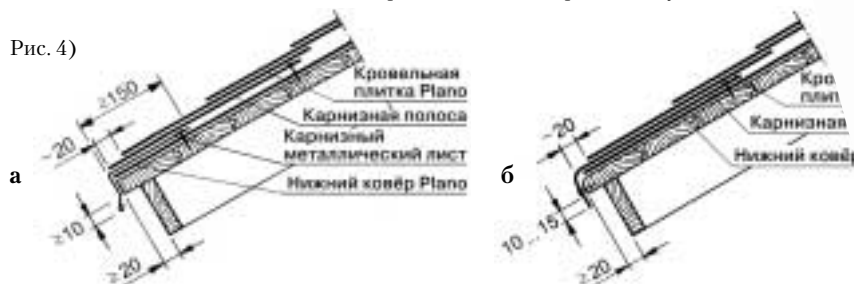 Рис. 4)
а
≥150
~20
≥10
≥20
Кровельная
плитка Plano
Карнизная полоса
Карнизный
металлический лист
Нижний ковёр Plano
б
~20
10...15
≥20
Кро
плит
Карнизная
Нижний ковёр